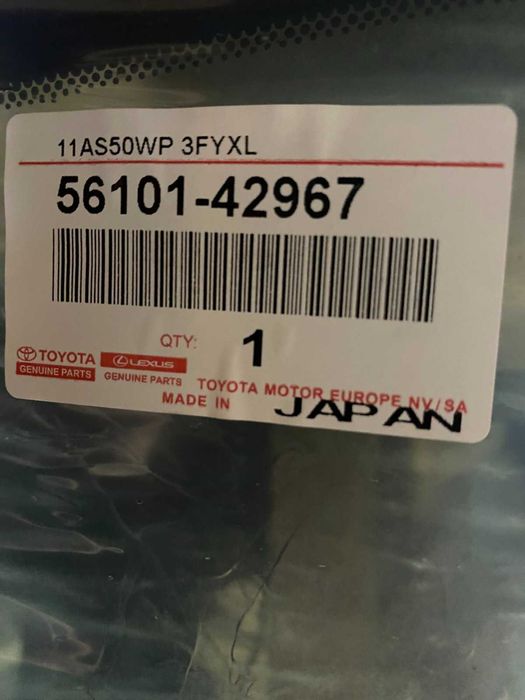 11AS50WP 3FYXL
56101-42967
QTY: 1
TOYOTA
GENUINE PARTS
LEXUS
GENUINE PARTS
TOYOTA MOTOR EUROPE NV/SA
MADE IN JAPAN